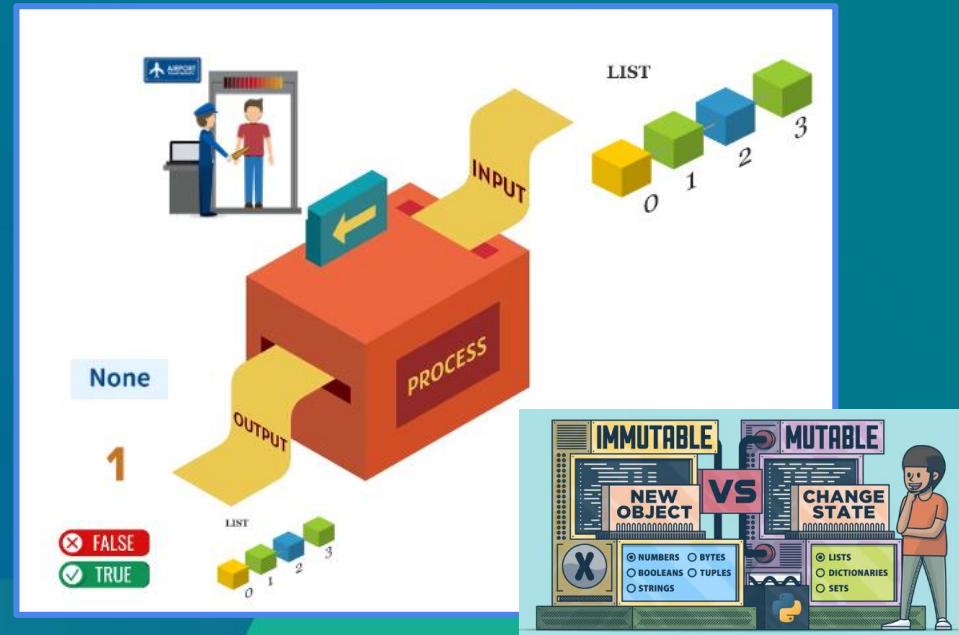 AIRPORT
LIST
0
1
2
3
INPUT
PROCESS
OUTPUT
None
1
FALSE
TRUE
LIST
0
1
2
3
IMMUTABLE
VS
MUTABLE
NEW
OBJECT
CHANGE
STATE
X
NUMBERS
BYTES
BOOLEANS
TUPLES
STRINGS
LISTS
DICTIONARIES
SETS